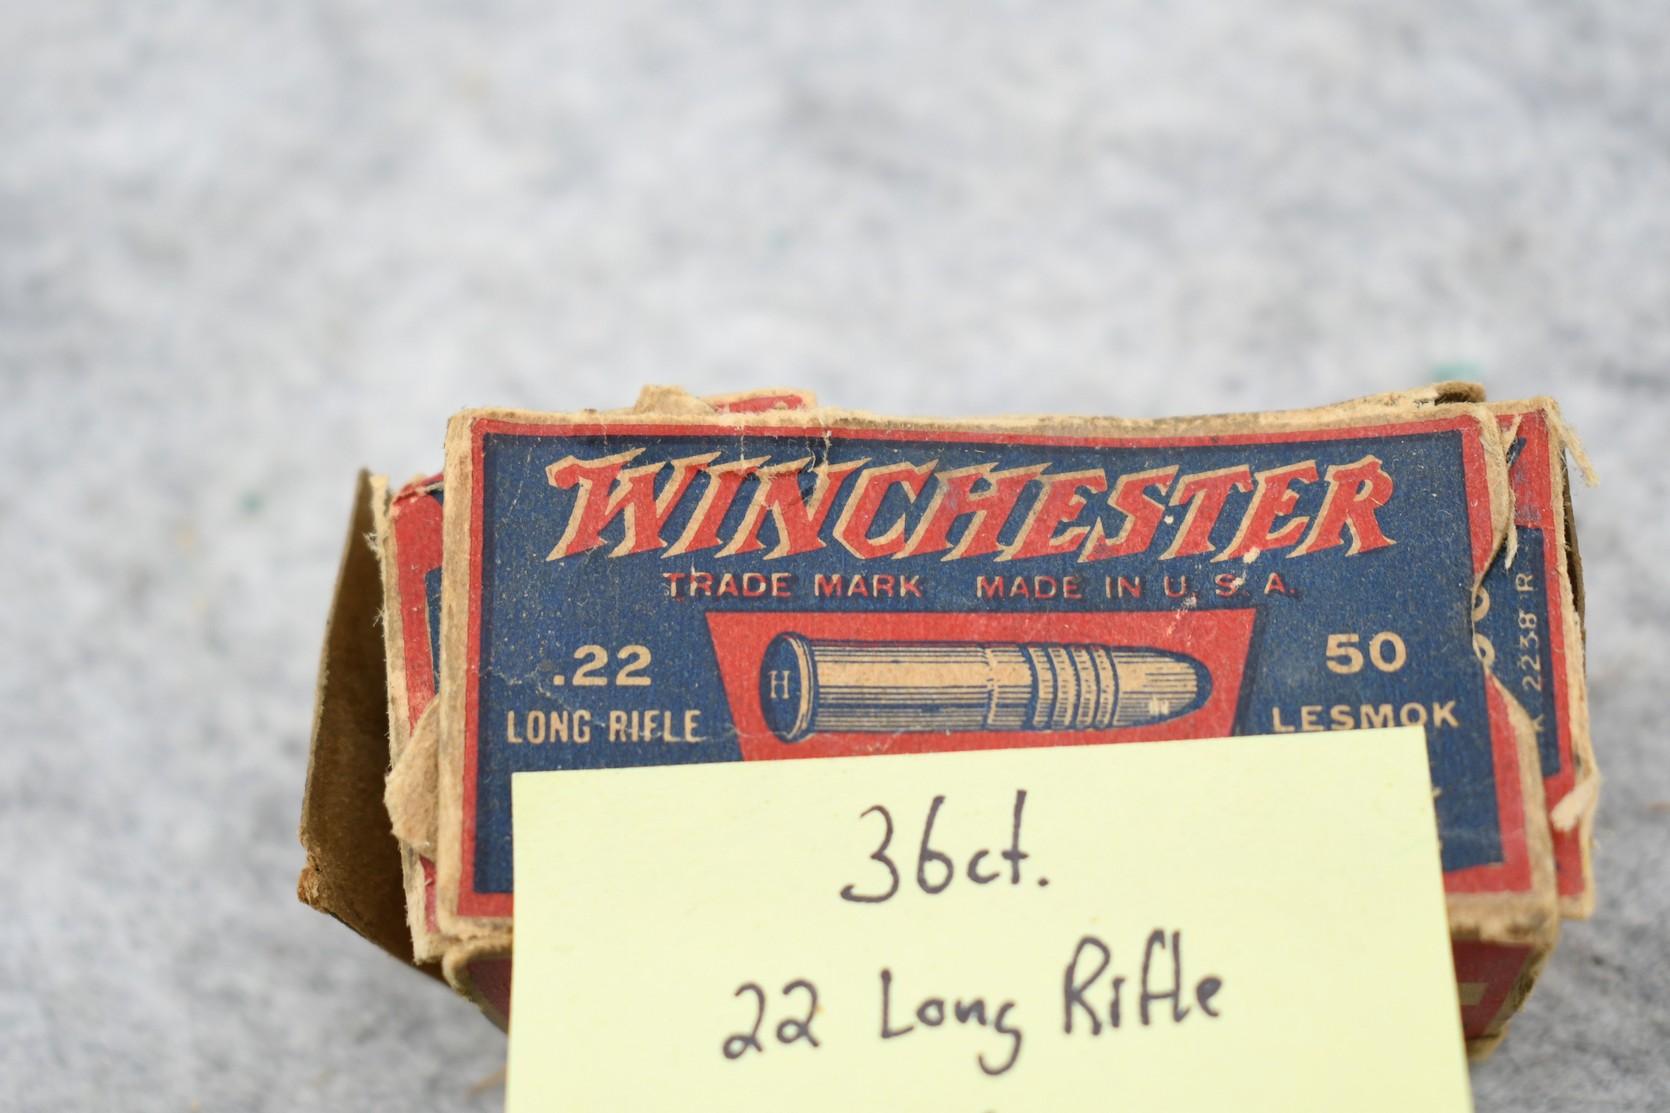 WINCHESTER
TRADE MARK MADE IN U.S.A.
.22
LONG RIFLE
H
50
LESMOK
K 2238 R
36ct.
22 Long Rifle